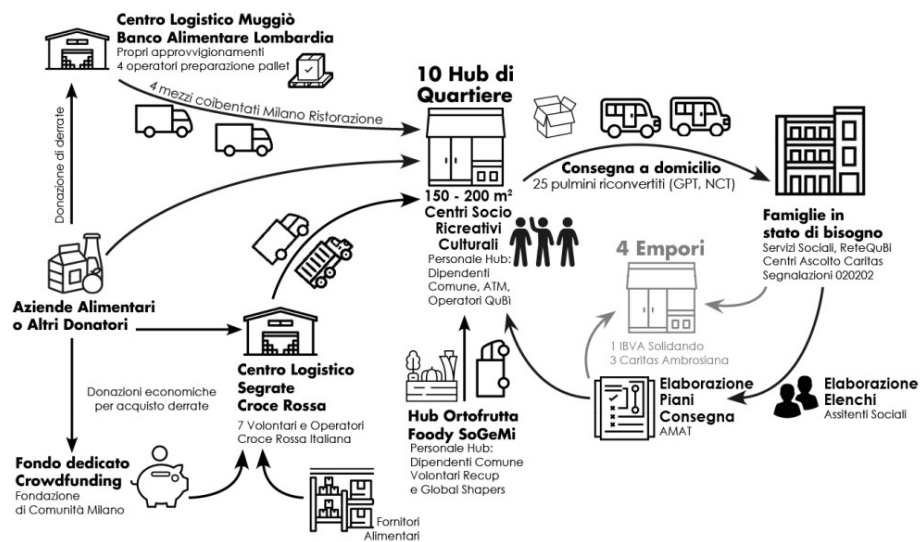 Centro Logistico Muggiò
Banco Alimentare Lombardia
Propri approvvigionamenti
4 operatori preparazione pallet
4 mezzi coibentati Milano Ristorazione
Donazione di derrate
10 Hub di
Quartiere
150 - 200 m²
Centri Socio
Ricreativi
Culturali
Personale Hub:
Dipendenti
Comune, ATM,
Operatori QuBì
Consegna a domicilio
25 pulmini riconvertiti (GPT, NCT)
Famiglie in
stato di bisogno
Servizi Sociali, ReteQuBi
Centri Ascolto Caritas
Segnalazioni 020202
4 Empori
1 IBVA Solidando
3 Caritas Ambrosiana
Aziende Alimentari
o Altri Donatori
Centro Logistico
Segrate
Croce Rossa
7 Volontari e Operatori
Croce Rossa Italiana
Donazioni economiche
per acquisto derrate
Hub Ortofrutta
Foody SoGeMi
Personale Hub:
Dipendenti Comune
Volontari Recup
e Global Shapers
Elaborazione
Piani
Consegna
AMAT
Elaborazione
Elenchi
Assitenti Sociali
Fondo dedicato
Crowdfunding
Fondazione
di Comunità Milano
Fornitori
Alimentari